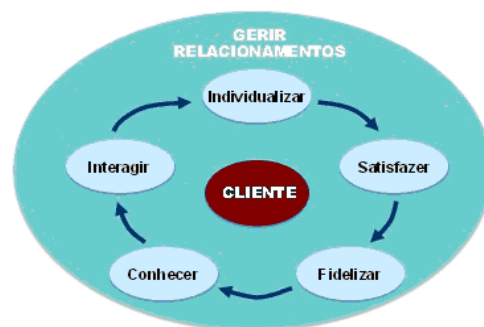 GERIR
RELACIONAMENTOS
Individualizar
Interagir
Satisfazer
CLIENTE
Conhecer
Fidelizar